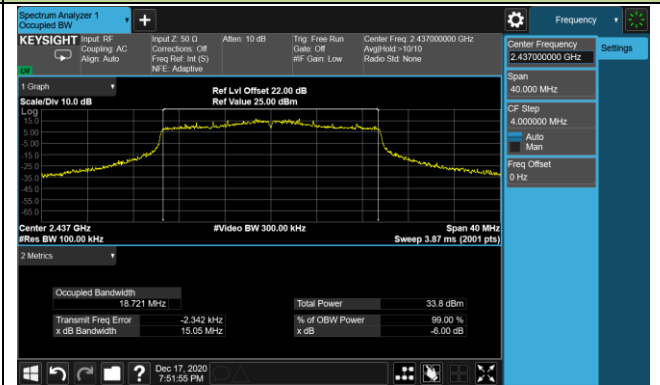 Spectrum Analyzer 1
Occupied BW
Frequency
KEYSIGHT
Input: RF
Coupling: AC
Align: Auto
Input Z: 50 Ω
Corrections: Off
Freq Ref: Int (S)
NFE: Adaptive
Atten: 10 dB
Trig: Free Run
Gate: Off
#IF Gain: Low
Center Freq: 2.437000000 GHz
Avg|Hold:>10/10
Radio Std: None
Center Frequency
2.437000000 GHz
Settings
Span
40.000 MHz
CF Step
4.000000 MHz
Auto
Man
Freq Offset
0 Hz
1 Graph
Scale/Div 10.0 dB
Ref Lvl Offset 22.00 dB
Ref Value 25.00 dBm
Log
15.0
5.00
-5.00
-15.0
-25.0
-35.0
-45.0
-55.0
-65.0
Center 2.437 GHz
#Video BW 300.00 kHz
Span 40 MHz
#Res BW 100.00 kHz
Sweep 3.87 ms (2001 pts)
2 Metrics
Occupied Bandwidth
18.721 MHz
Total Power 33.8 dBm
Transmit Freq Error -2.342 kHz
% of OBW Power 99.00 %
x dB Bandwidth 15.05 MHz
x dB -6.00 dB
Dec 17, 2020
7:51:55 PM